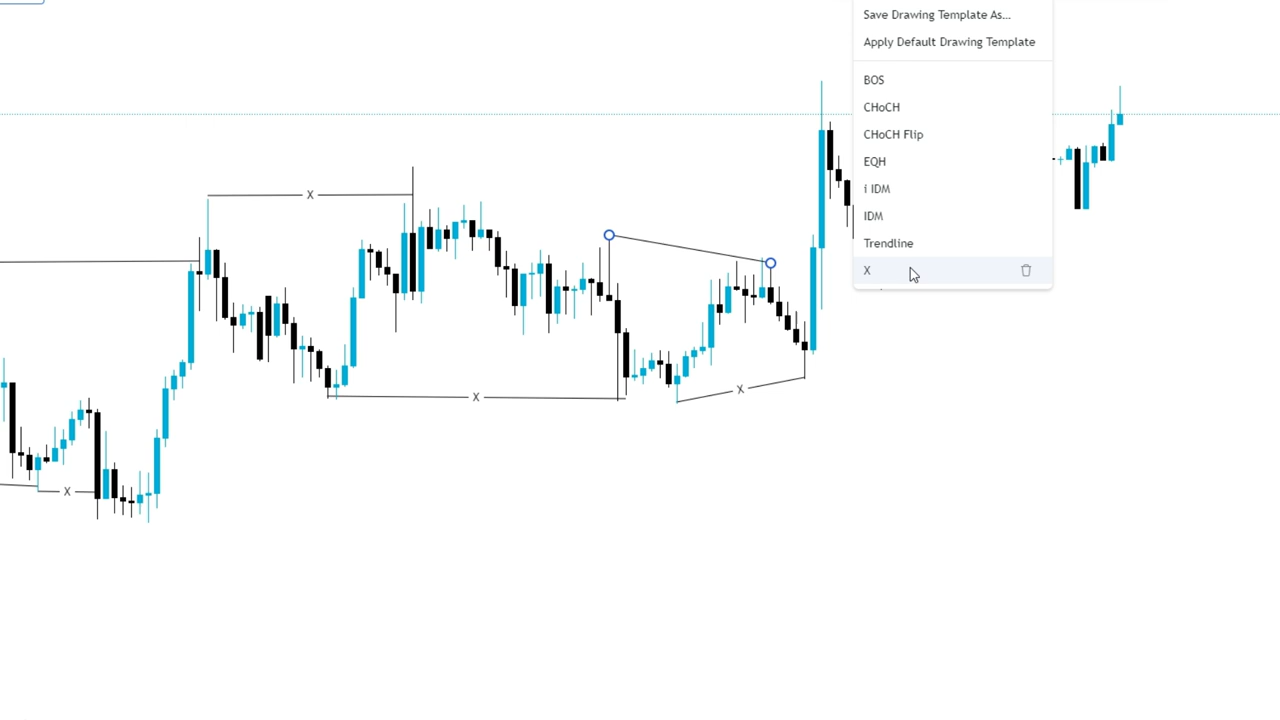 Save Drawing Template As...
Apply Default Drawing Template
BOS
CHoCH
CHoCH Flip
EQH
i IDM
IDM
Trendline
X
X
X
X
X